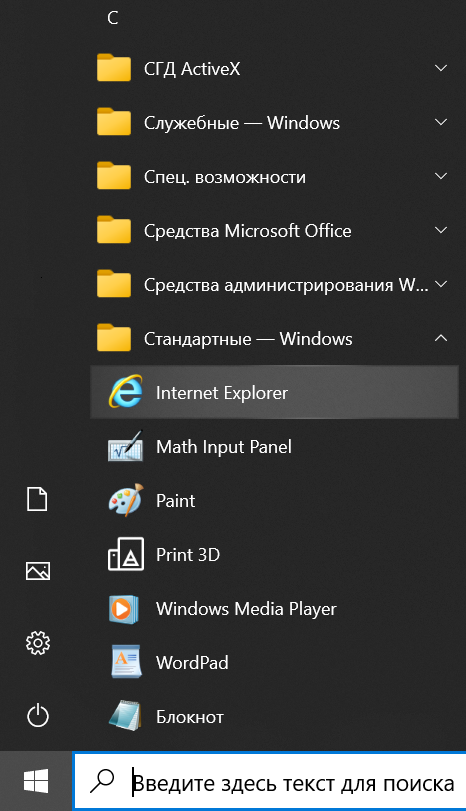 С
СГД ActiveX
Служебные — Windows
Спец. возможности
Средства Microsoft Office
Средства администрирования W...
Стандартные — Windows
Internet Explorer
Math Input Panel
Paint
Print 3D
Windows Media Player
WordPad
Блокнот
Введите здесь текст для поиска